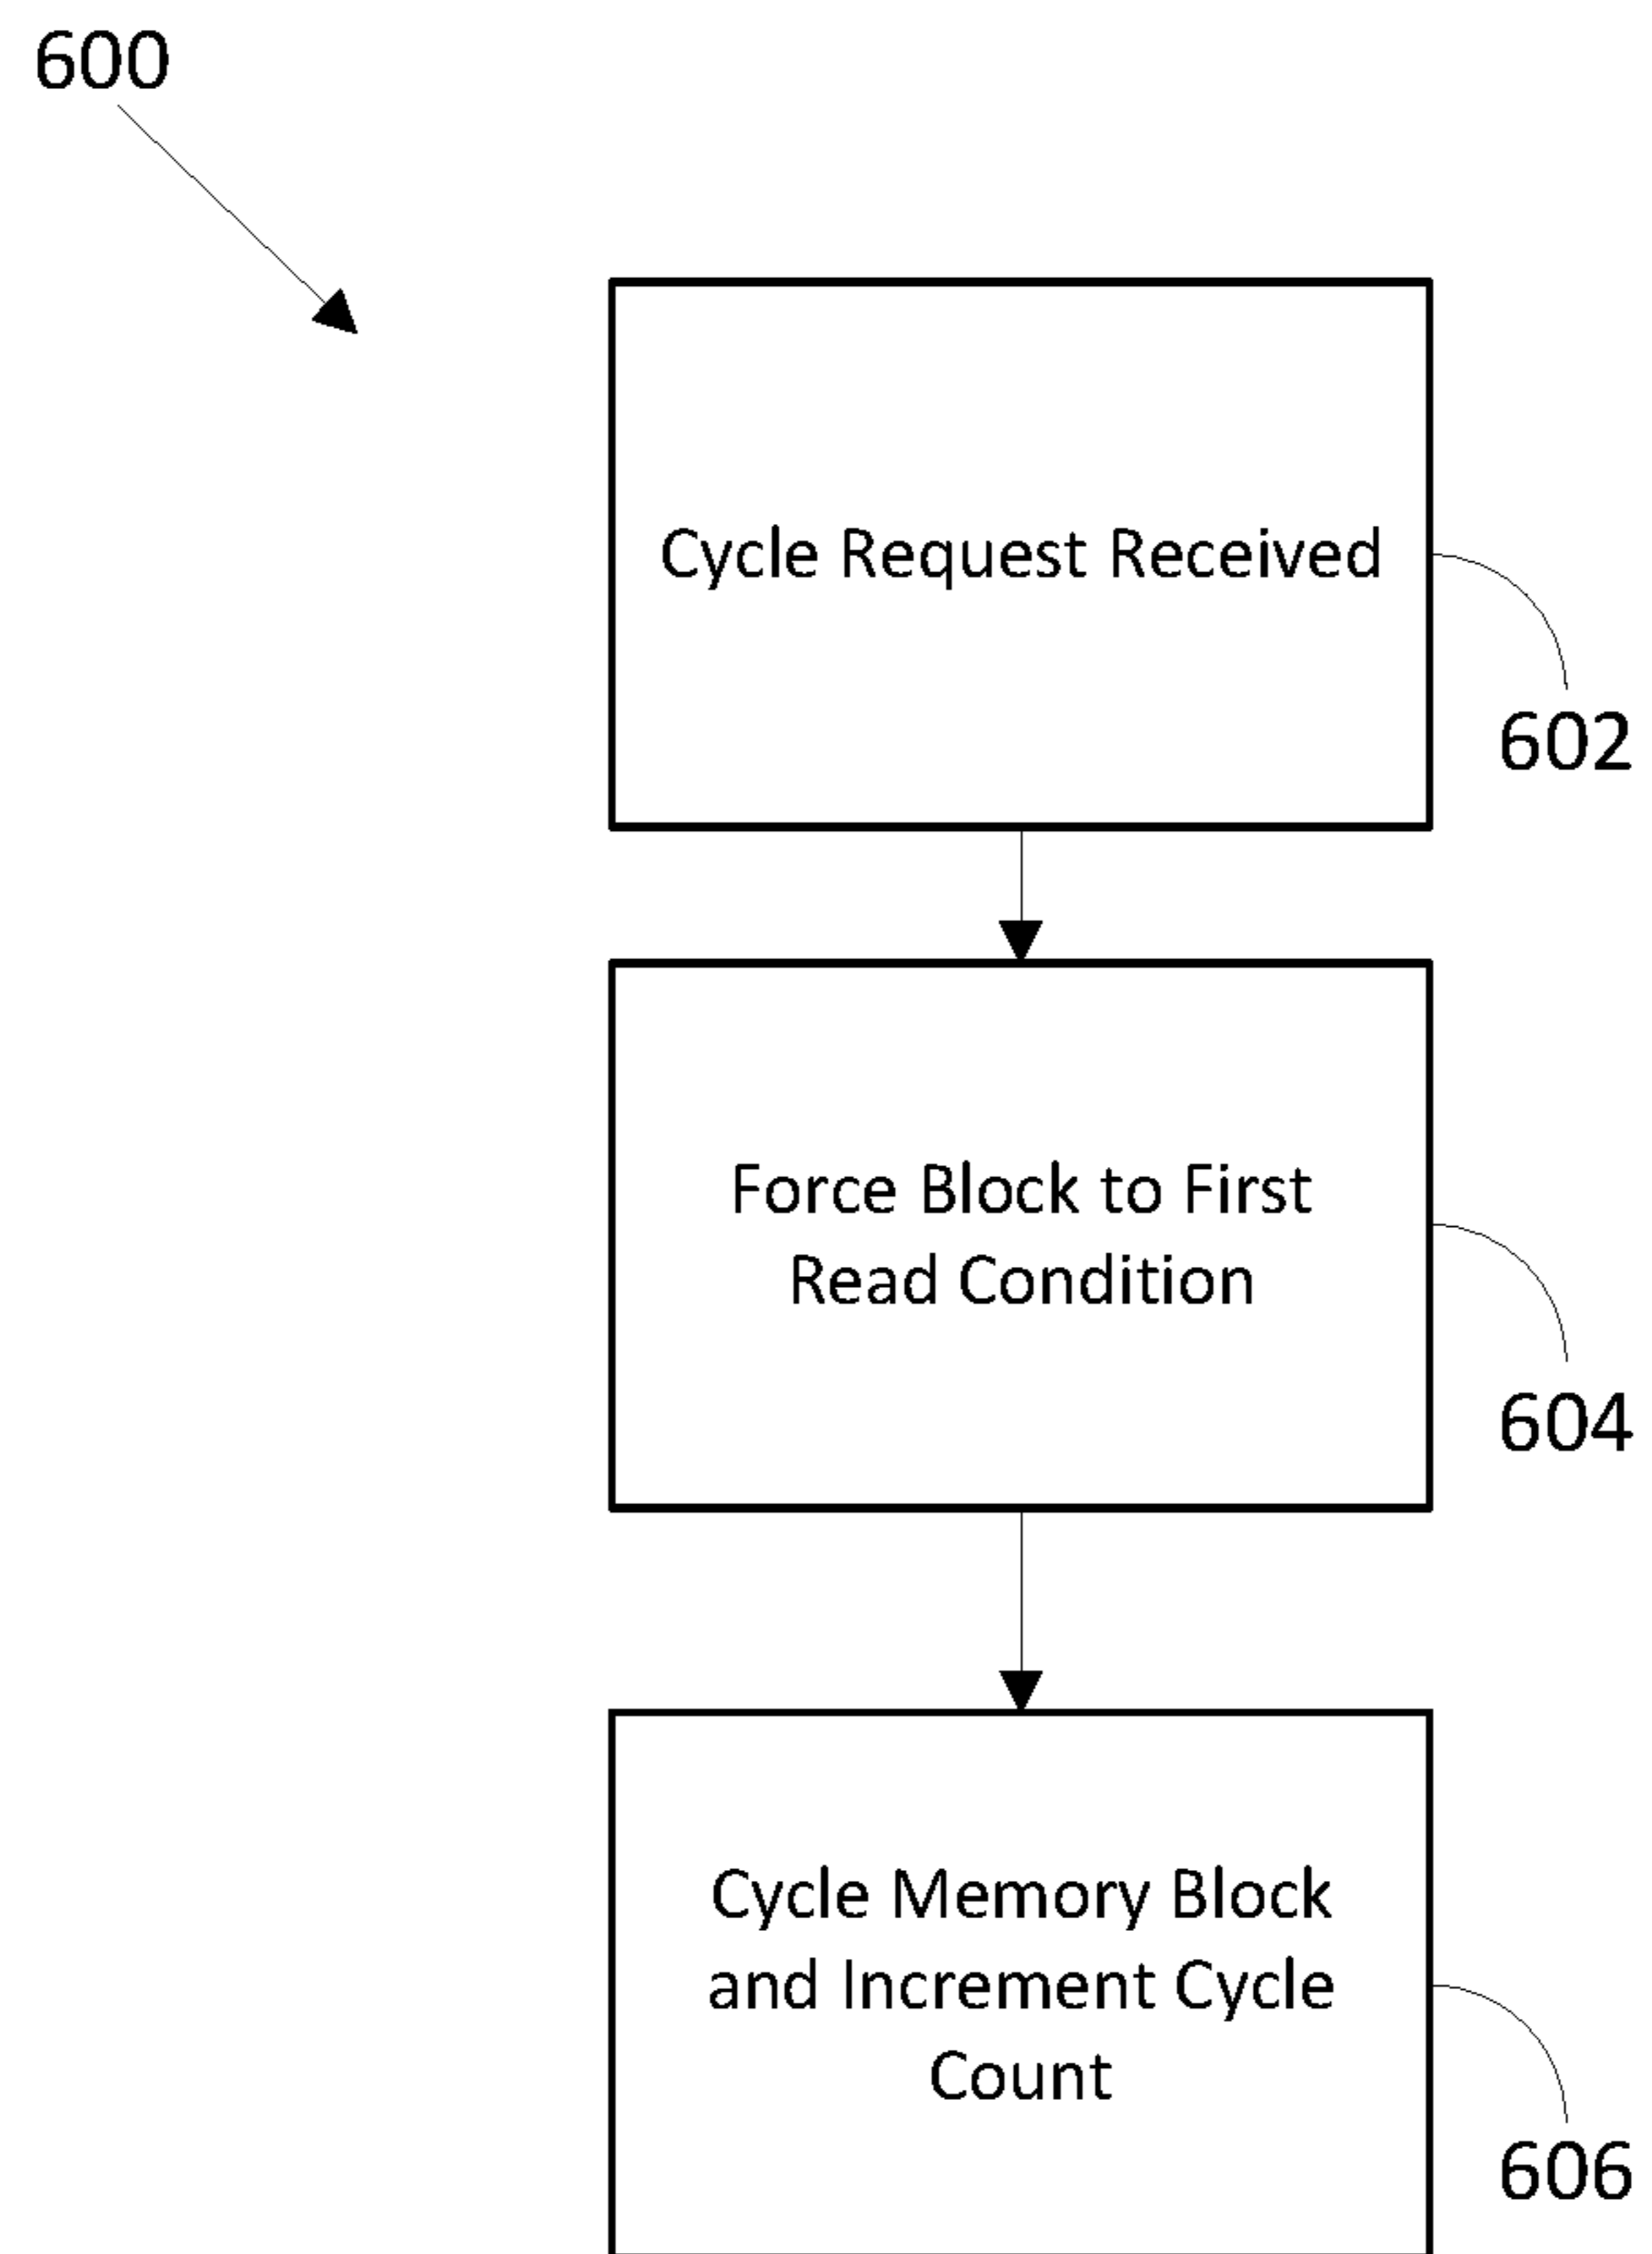 600
Cycle Request Received
602
Force Block to First
Read Condition
604
Cycle Memory Block
and Increment Cycle
Count
606